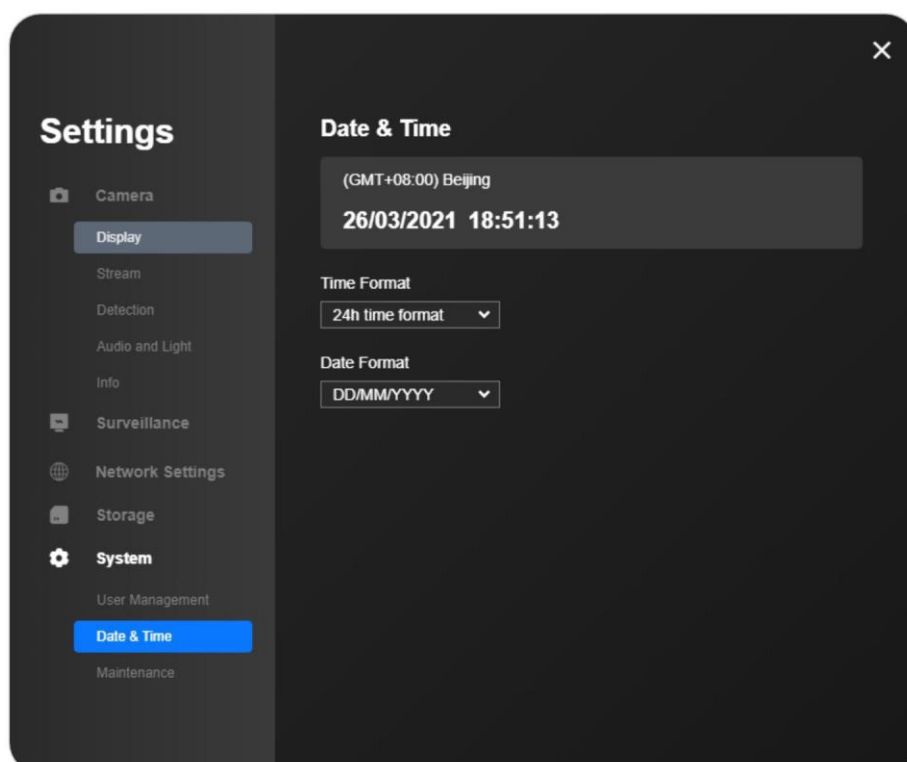 Settings
Camera
Display
Stream
Detection
Audio and Light
Info
Surveillance
Network Settings
Storage
System
User Management
Date & Time
Maintenance
Date & Time
(GMT+08:00) Beijing
26/03/2021 18:51:13
Time Format
24h time format
Date Format
DD/MM/YYYY